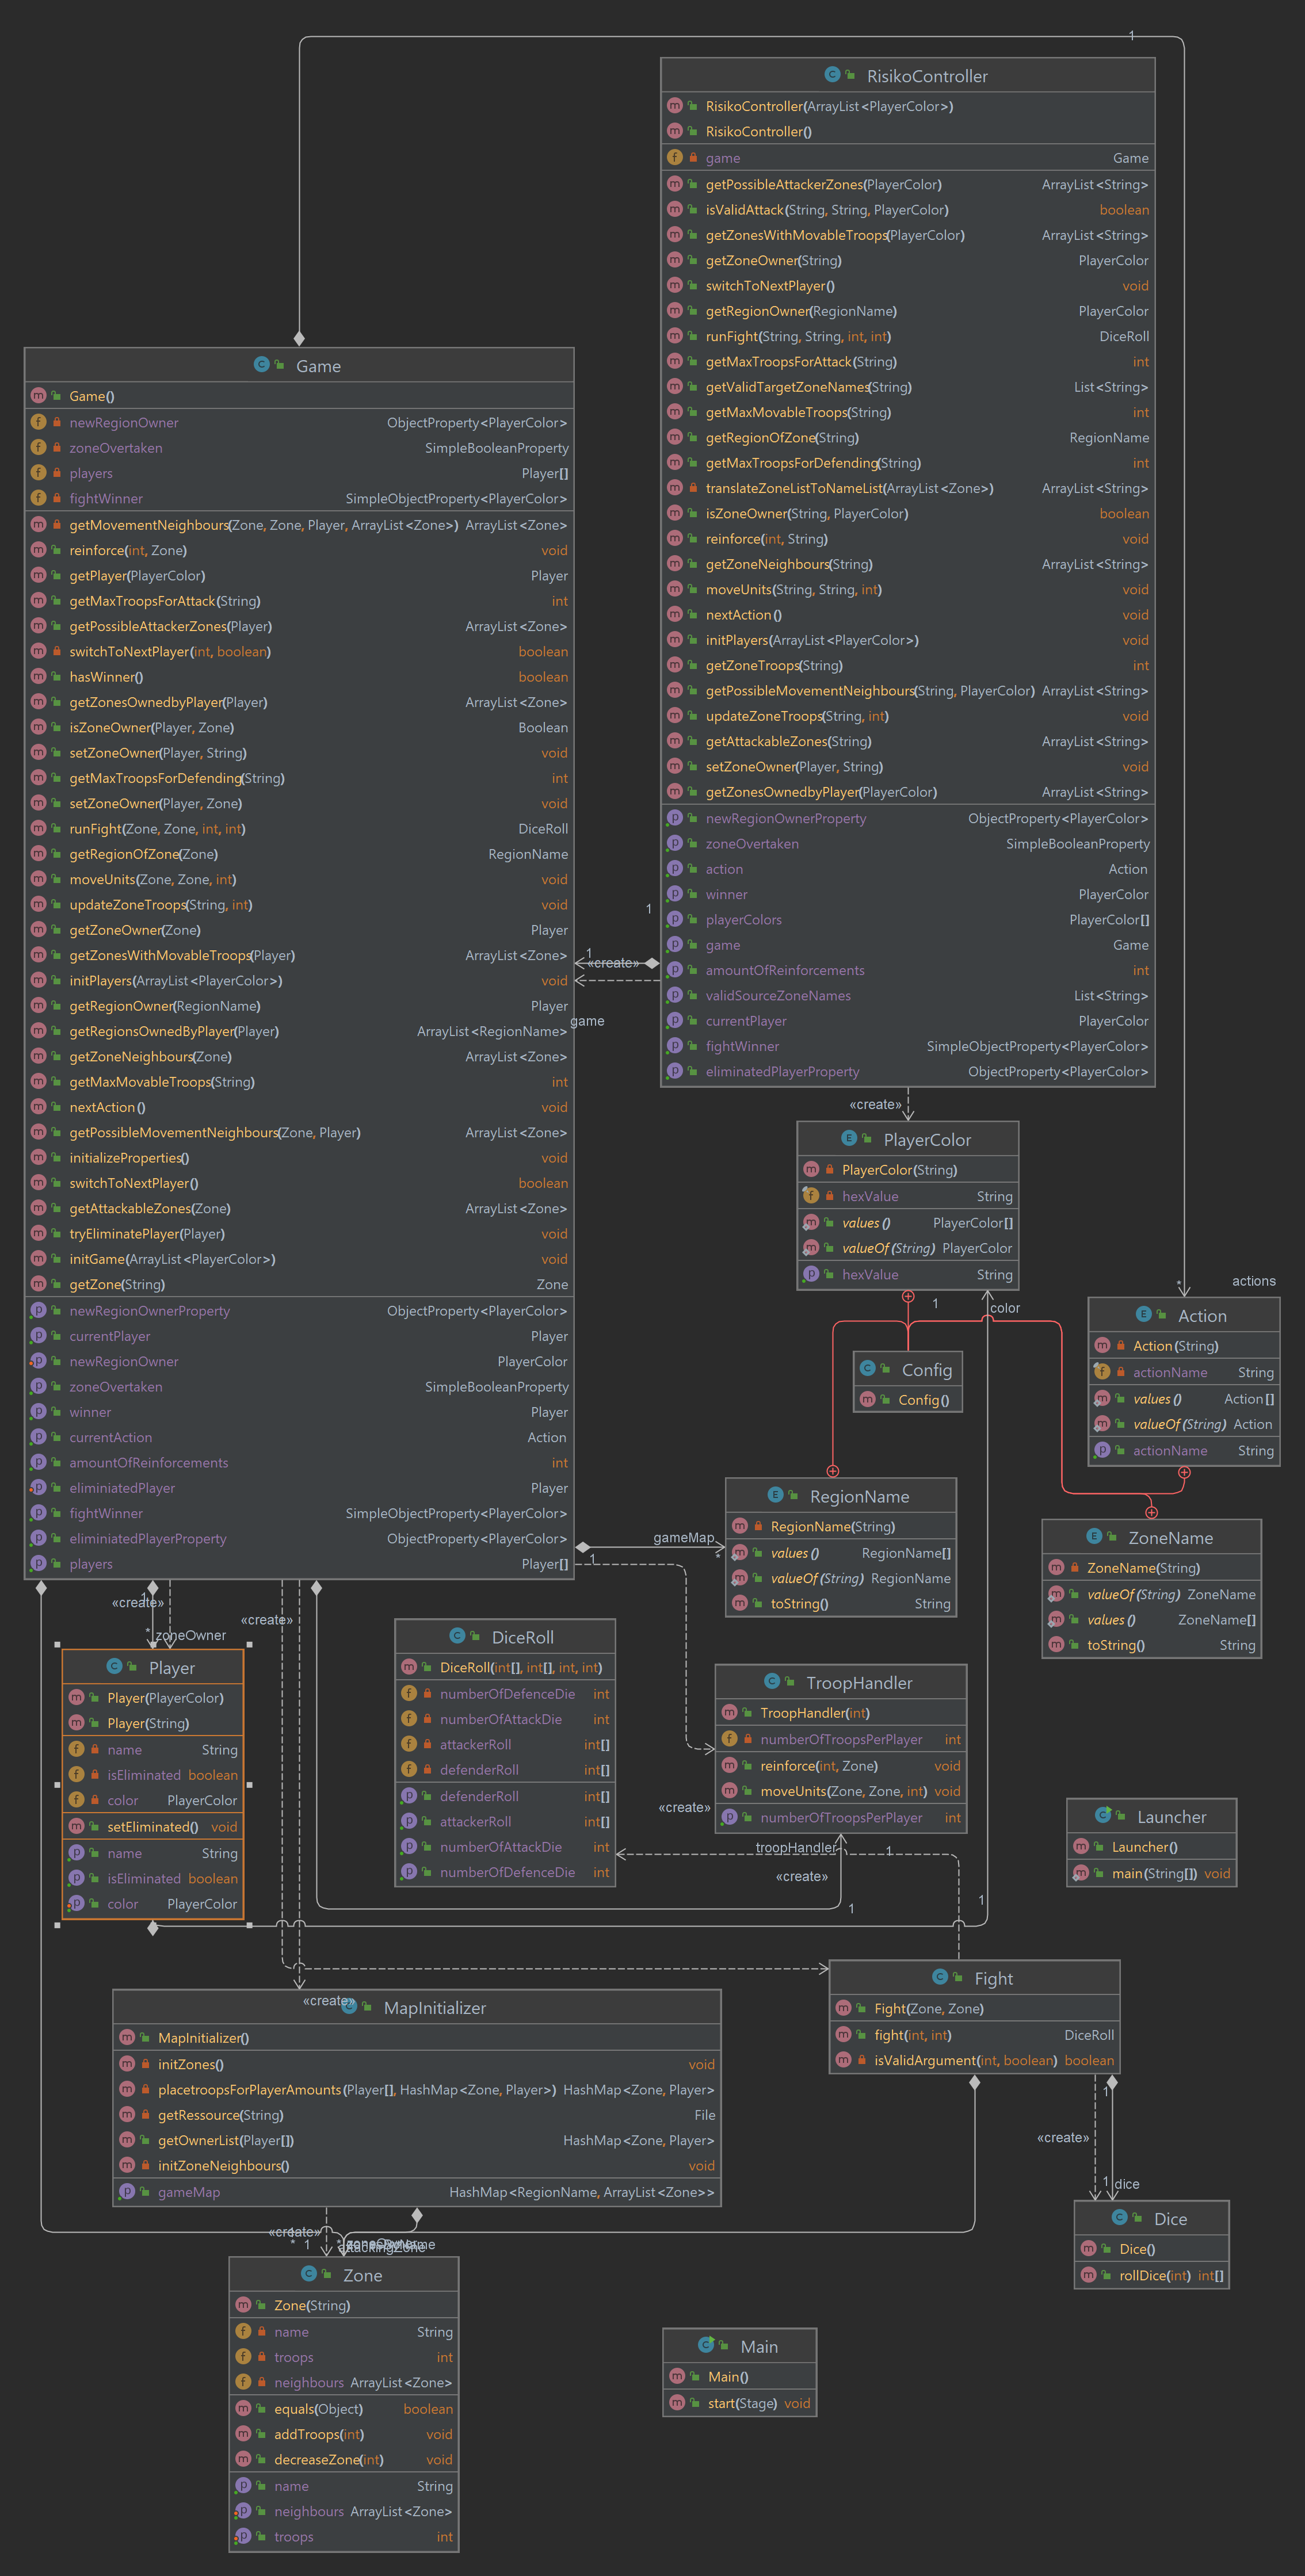 1
RisikoController
RisikoController(ArrayList<PlayerColor>)
RisikoController()
game Game
getPossibleAttackerZones(PlayerColor) ArrayList<String>
isValidAttack(String, String, PlayerColor) boolean
getZonesWithMovableTroops(PlayerColor) ArrayList<String>
getZoneOwner(String) PlayerColor
switchToNextPlayer() void
getRegionOwner(RegionName) PlayerColor
runFight(String, String, int, int) DiceRoll
getMaxTroopsForAttack(String) int
getValidTargetZoneNames(String) List<String>
getMaxMovableTroops(String) int
getRegionOfZone(String) RegionName
getMaxTroopsForDefending(String) int
translateZoneListToNameList(ArrayList<Zone>) ArrayList<String>
isZoneOwner(String, PlayerColor) boolean
reinforce(int, String) void
getZoneNeighbours(String) ArrayList<String>
moveUnits(String, String, int) void
nextAction() void
initPlayers(ArrayList<PlayerColor>) void
getZoneTroops(String) int
getPossibleMovementNeighbours(String, PlayerColor) ArrayList<String>
updateZoneTroops(String, int) void
getAttackableZones(String) ArrayList<String>
setZoneOwner(Player, String) void
getZonesOwnedbyPlayer(PlayerColor) ArrayList<String>
newRegionOwnerProperty ObjectProperty<PlayerColor>
zoneOvertaken SimpleBooleanProperty
action Action
winner PlayerColor
playerColors PlayerColor[]
game Game
amountOfReinforcements int
validSourceZoneNames List<String>
currentPlayer PlayerColor
fightWinner SimpleObjectProperty<PlayerColor>
eliminatedPlayerProperty ObjectProperty<PlayerColor>
Game
Game()
newRegionOwner ObjectProperty<PlayerColor>
zoneOvertaken SimpleBooleanProperty
players Player[]
fightWinner SimpleObjectProperty<PlayerColor>
getMovementNeighbours(Zone, Zone, Player, ArrayList<Zone>) ArrayList<Zone>
reinforce(int, Zone) void
getPlayer(PlayerColor) Player
getMaxTroopsForAttack(String) int
getPossibleAttackerZones(Player) ArrayList<Zone>
switchToNextPlayer(int, boolean) boolean
hasWinner() boolean
getZonesOwnedbyPlayer(Player) ArrayList<Zone>
isZoneOwner(Player, Zone) Boolean
setZoneOwner(Player, String) void
getMaxTroopsForDefending(String) int
setZoneOwner(Player, Zone) void
runFight(Zone, Zone, int, int) DiceRoll
getRegionOfZone(Zone) RegionName
moveUnits(Zone, Zone, int) void
updateZoneTroops(String, int) void
getZoneOwner(Zone) Player
getZonesWithMovableTroops(Player) ArrayList<Zone>
initPlayers(ArrayList<PlayerColor>) void
getRegionOwner(RegionName) Player
getRegionsOwnedByPlayer(Player) ArrayList<RegionName>
getZoneNeighbours(Zone) ArrayList<Zone>
getMaxMovableTroops(String) int
nextAction() void
getPossibleMovementNeighbours(Zone, Player) ArrayList<Zone>
initializeProperties() void
switchToNextPlayer() boolean
getAttackableZones(Zone) ArrayList<Zone>
tryEliminatePlayer(Player) void
initGame(ArrayList<PlayerColor>) void
getZone(String) Zone
newRegionOwnerProperty ObjectProperty<PlayerColor>
currentPlayer Player
newRegionOwner PlayerColor
zoneOvertaken SimpleBooleanProperty
winner Player
currentAction Action
amountOfReinforcements int
eliminiatedPlayer Player
fightWinner SimpleObjectProperty<PlayerColor>
eliminiatedPlayerProperty ObjectProperty<PlayerColor>
players Player[]
1
1
«create»
game
«create»
PlayerColor
PlayerColor(String)
hexValue String
values() PlayerColor[]
valueOf(String) PlayerColor
hexValue String
1
color
* actions
Action
Action(String)
actionName String
values() Action[]
valueOf(String) Action
actionName String
Config
Config()
RegionName
RegionName(String)
values() RegionName[]
valueOf(String) RegionName
toString() String
gameMap
1 *
ZoneName
ZoneName(String)
valueOf(String) ZoneName
values() ZoneName[]
toString() String
«create» 1
«create»
* zoneOwner
Player
Player(PlayerColor)
Player(String)
name String
isEliminated boolean
color PlayerColor
setEliminated() void
name String
isEliminated boolean
color PlayerColor
DiceRoll
DiceRoll(int[], int[], int, int)
numberOfDefenceDie int
numberOfAttackDie int
attackerRoll int[]
defenderRoll int[]
defenderRoll int[]
attackerRoll int[]
numberOfAttackDie int
numberOfDefenceDie int
TroopHandler
TroopHandler(int)
numberOfTroopsPerPlayer int
reinforce(int, Zone) void
moveUnits(Zone, Zone, int) void
numberOfTroopsPerPlayer int
«create»
troopHandler 1
«create»
1
1
Launcher
Launcher()
main(String[]) void
Fight
Fight(Zone, Zone)
fight(int, int) DiceRoll
isValidArgument(int, boolean) boolean
«create»
MapInitializer
MapInitializer()
initZones() void
placetroopsForPlayerAmounts(Player[], HashMap<Zone, Player>) HashMap<Zone, Player>
getRessource(String) File
getOwnerList(Player[]) HashMap<Zone, Player>
initZoneNeighbours() void
gameMap HashMap<RegionName, ArrayList<Zone>>
1
«create»
1 dice
Dice
Dice()
rollDice(int) int[]
«create»
* 1 *
attackingZone
Zone
Zone(String)
name String
troops int
neighbours ArrayList<Zone>
equals(Object) boolean
addTroops(int) void
decreaseZone(int) void
name String
neighbours ArrayList<Zone>
troops int
Main
Main()
start(Stage) void